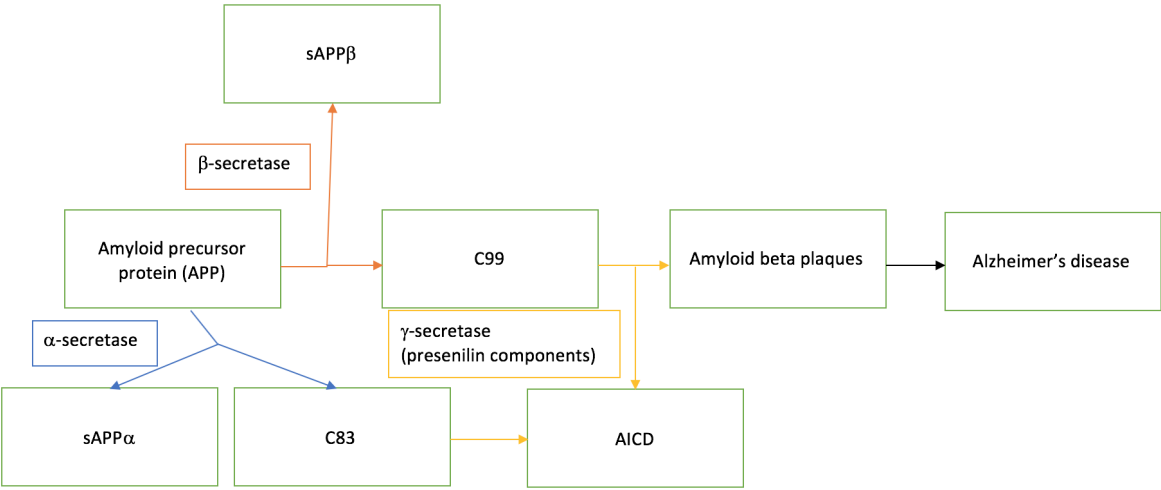 sAPPβ
β-secretase
Amyloid precursor
protein (APP)
C99
Amyloid beta plaques
Alzheimer’s disease
α-secretase
γ-secretase
(presenilin components)
sAPPα
C83
AICD